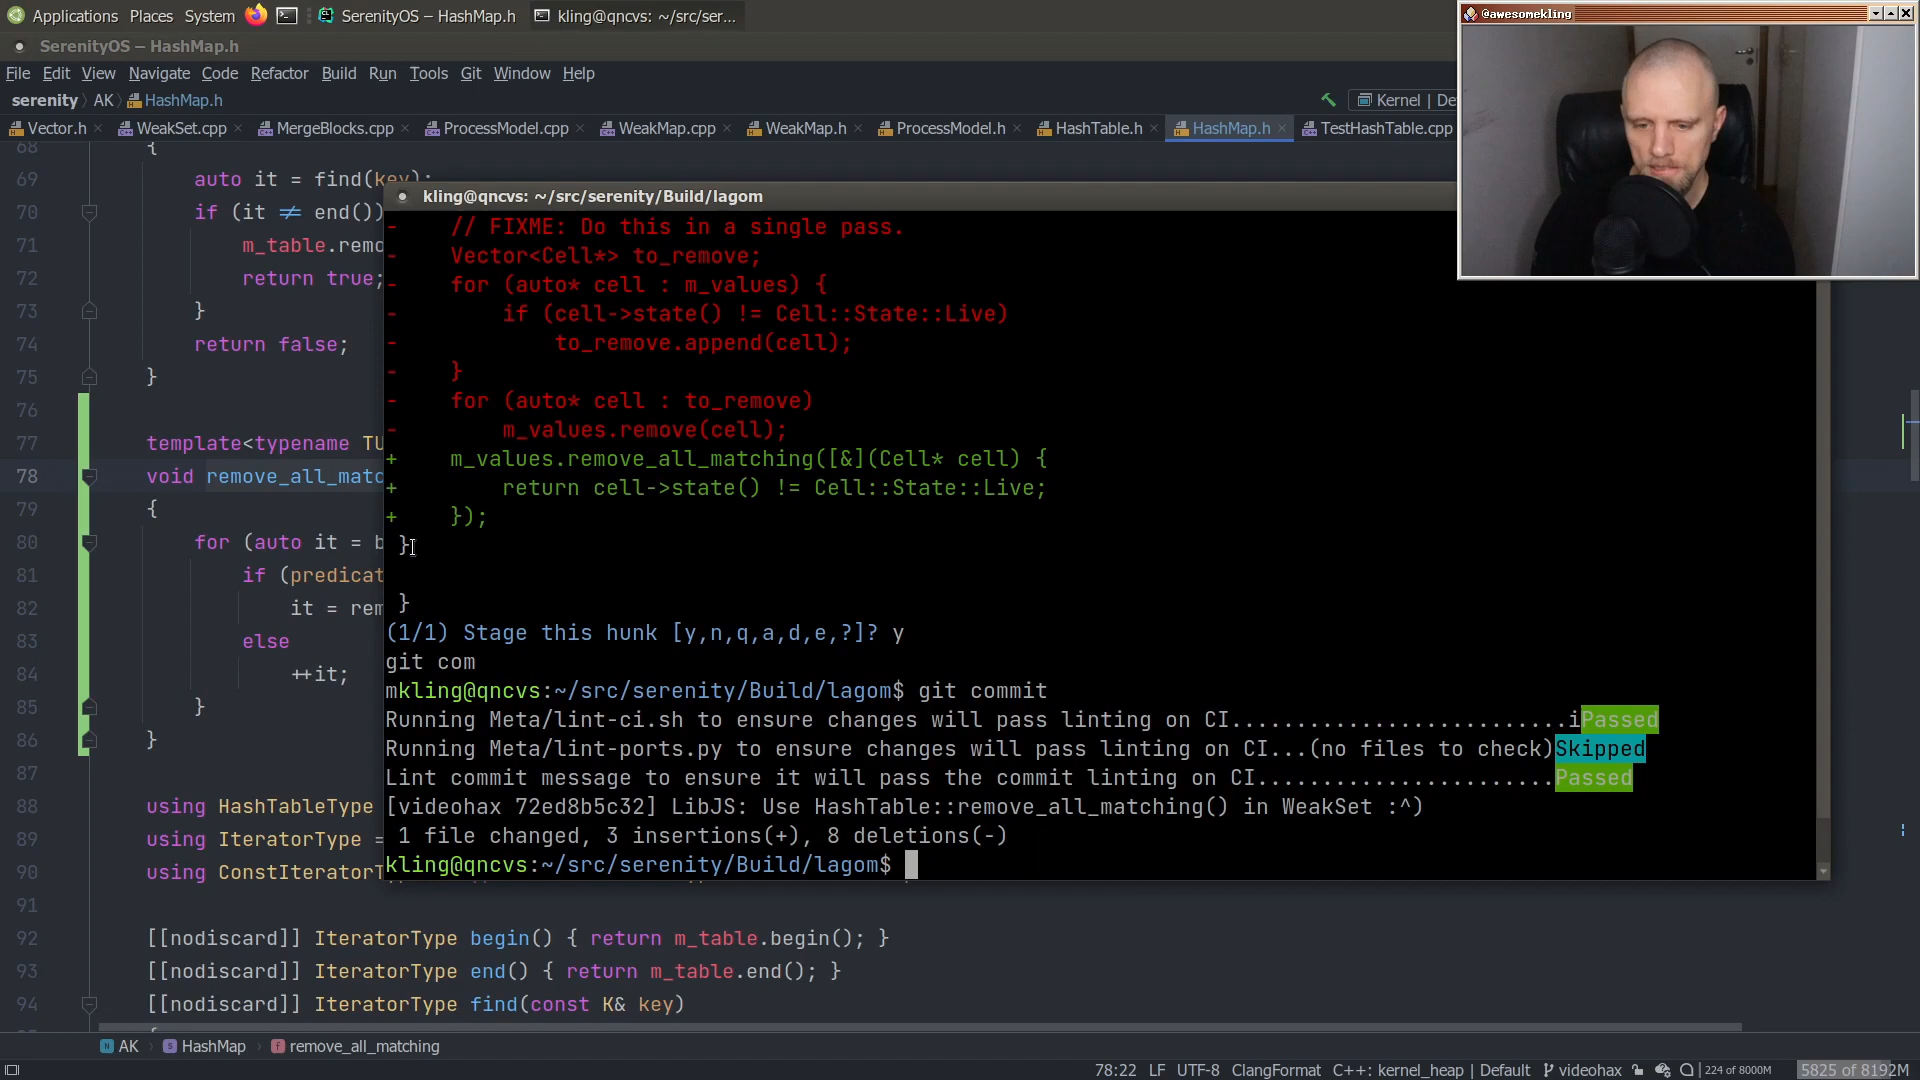 Applications Places System SerenityOS – HashMap.h kling@qncvs: ~/src/ser...
@awesomekling
SerenityOS – HashMap.h
File Edit View Navigate Code Refactor Build Run Tools Git Window Help
serenity AK HashMap.h Kernel | De
Vector.h WeakSet.cpp MergeBlocks.cpp ProcessModel.cpp WeakMap.cpp WeakMap.h ProcessModel.h HashTable.h HashMap.h TestHashTable.cpp
68 {
69 auto it = find(key);
70 if (it ≠ end())
71 m_table.remo
72 return true;
73 }
74 return false;
75 }
76
77 template<typename TU
78 void remove_all_matc
79 {
80 for (auto it = b
81 if (predicat
82 it = rem
83 else
84 ++it;
85 }
86 }
87
88 using HashTableType
89 using IteratorType =
90 using ConstIteratorT
91
92 [[nodiscard]] IteratorType begin() { return m_table.begin(); }
93 [[nodiscard]] IteratorType end() { return m_table.end(); }
94 [[nodiscard]] IteratorType find(const K& key)
kling@qncvs: ~/src/serenity/Build/lagom
- // FIXME: Do this in a single pass.
- Vector<Cell*> to_remove;
- for (auto* cell : m_values) {
- if (cell->state() != Cell::State::Live)
- to_remove.append(cell);
- }
- for (auto* cell : to_remove)
- m_values.remove(cell);
+ m_values.remove_all_matching([&](Cell* cell) {
+ return cell->state() != Cell::State::Live;
+ });
}
}
(1/1) Stage this hunk [y,n,q,a,d,e,?]? y
git com
mkling@qncvs:~/src/serenity/Build/lagom$ git commit
Running Meta/lint-ci.sh to ensure changes will pass linting on CI..........................iPassed
Running Meta/lint-ports.py to ensure changes will pass linting on CI...(no files to check)Skipped
Lint commit message to ensure it will pass the commit linting on CI.......................Passed
[videohax 72ed8b5c32] LibJS: Use HashTable::remove_all_matching() in WeakSet :^)
1 file changed, 3 insertions(+), 8 deletions(-)
kling@qncvs:~/src/serenity/Build/lagom$
AK HashMap remove_all_matching
78:22 LF UTF-8 ClangFormat C++: kernel_heap | Default videohax 224 of 8000M 5825 of 8192M